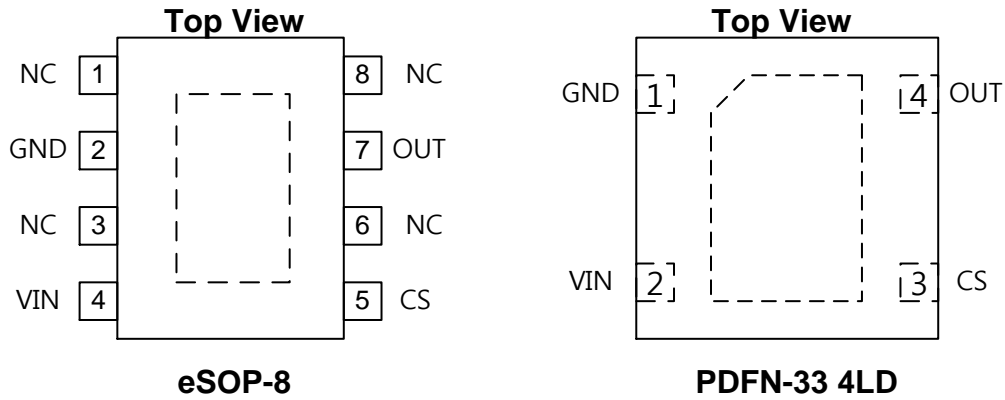 Top View
NC 1 8 NC
GND 2 7 OUT
NC 3 6 NC
VIN 4 5 CS
eSOP-8
Top View
GND 1 4 OUT
VIN 2 3 CS
PDFN-33 4LD